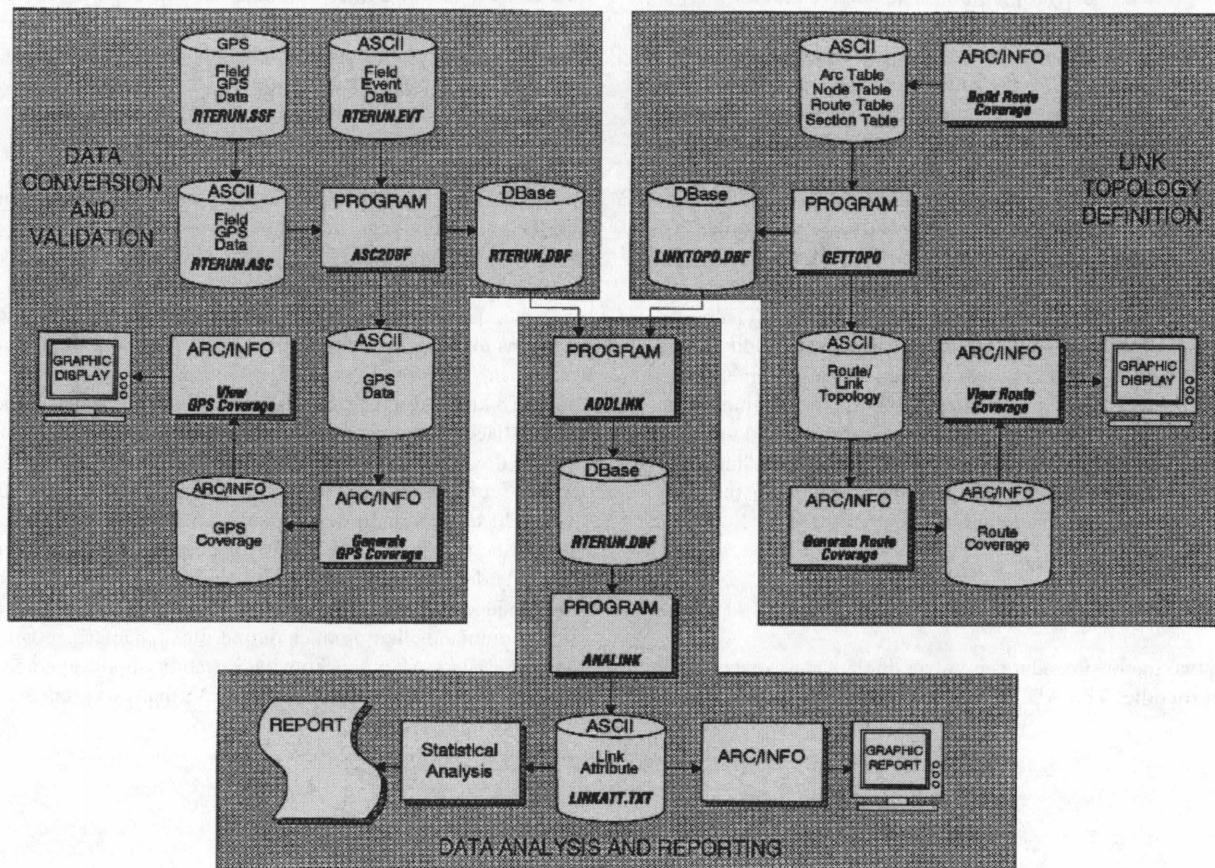 GPS
Field
GPS
Data
RTERUN.SSF
ASCII
Field
Event
Data
RTERUN.EVT
DATA
CONVERSION
AND
VALIDATION
ASCII
Field
GPS
Data
RTERUN.ASC
PROGRAM
ASC2DBF
DBase
RTERUN.DBF
GRAPHIC
DISPLAY
ARC/INFO
View
GPS Coverage
ASCII
GPS
Data
ARC/INFO
GPS
Coverage
ARC/INFO
Generate
GPS Coverage
ASCII
Arc Table
Node Table
Route Table
Section Table
ARC/INFO
Build Route
Coverage
LINK
TOPOLOGY
DEFINITION
DBase
LINKTOPO.DBF
PROGRAM
GETTOPO
ASCII
Route/
Link
Topology
ARC/INFO
View Route
Coverage
GRAPHIC
DISPLAY
ARC/INFO
Generate Route
Coverage
ARC/INFO
Route
Coverage
PROGRAM
ADDLINK
DBase
RTERUN.DBF
PROGRAM
ANALINK
REPORT
Statistical
Analysis
ASCII
Link
Attribute
LINKATT.TXT
ARC/INFO
GRAPHIC
REPORT
DATA ANALYSIS AND REPORTING